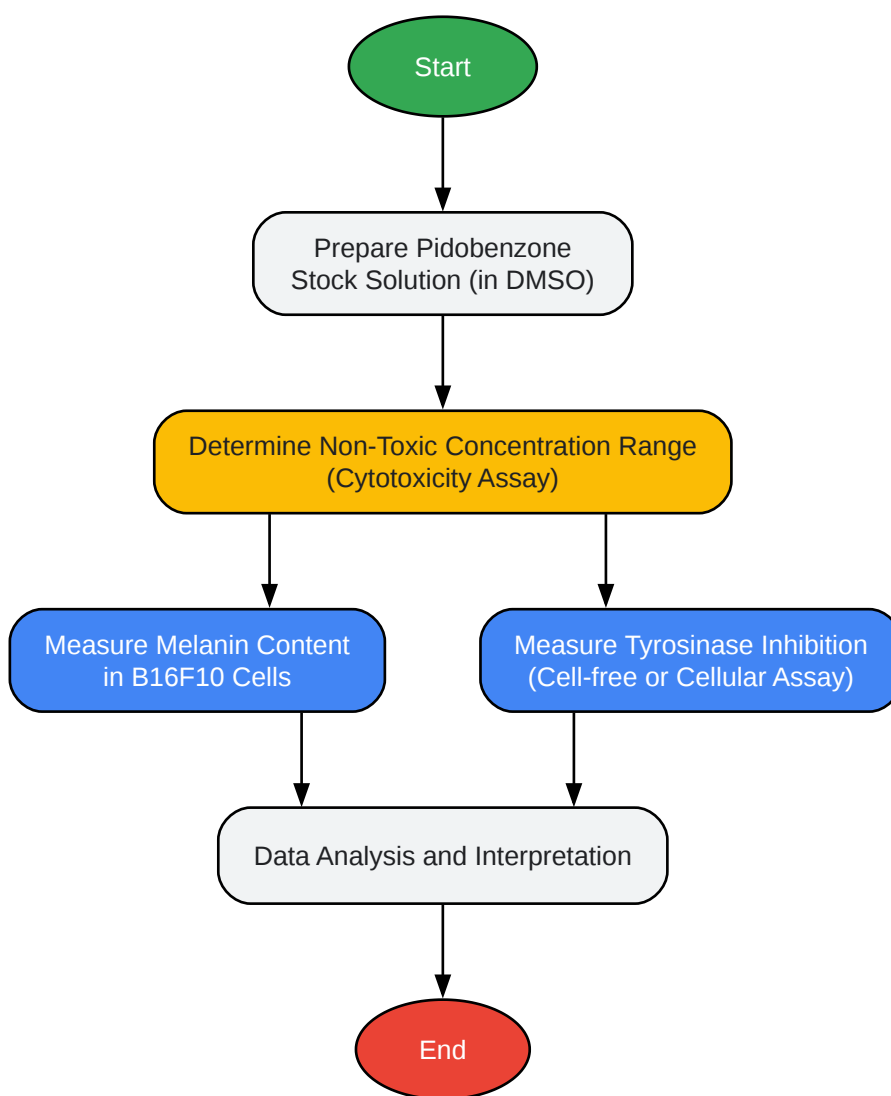 Start
Prepare Pidobenzone
Stock Solution (in DMSO)
Determine Non-Toxic Concentration Range
(Cytotoxicity Assay)
Measure Melanin Content
in B16F10 Cells
Measure Tyrosinase Inhibition
(Cell-free or Cellular Assay)
Data Analysis and Interpretation
End